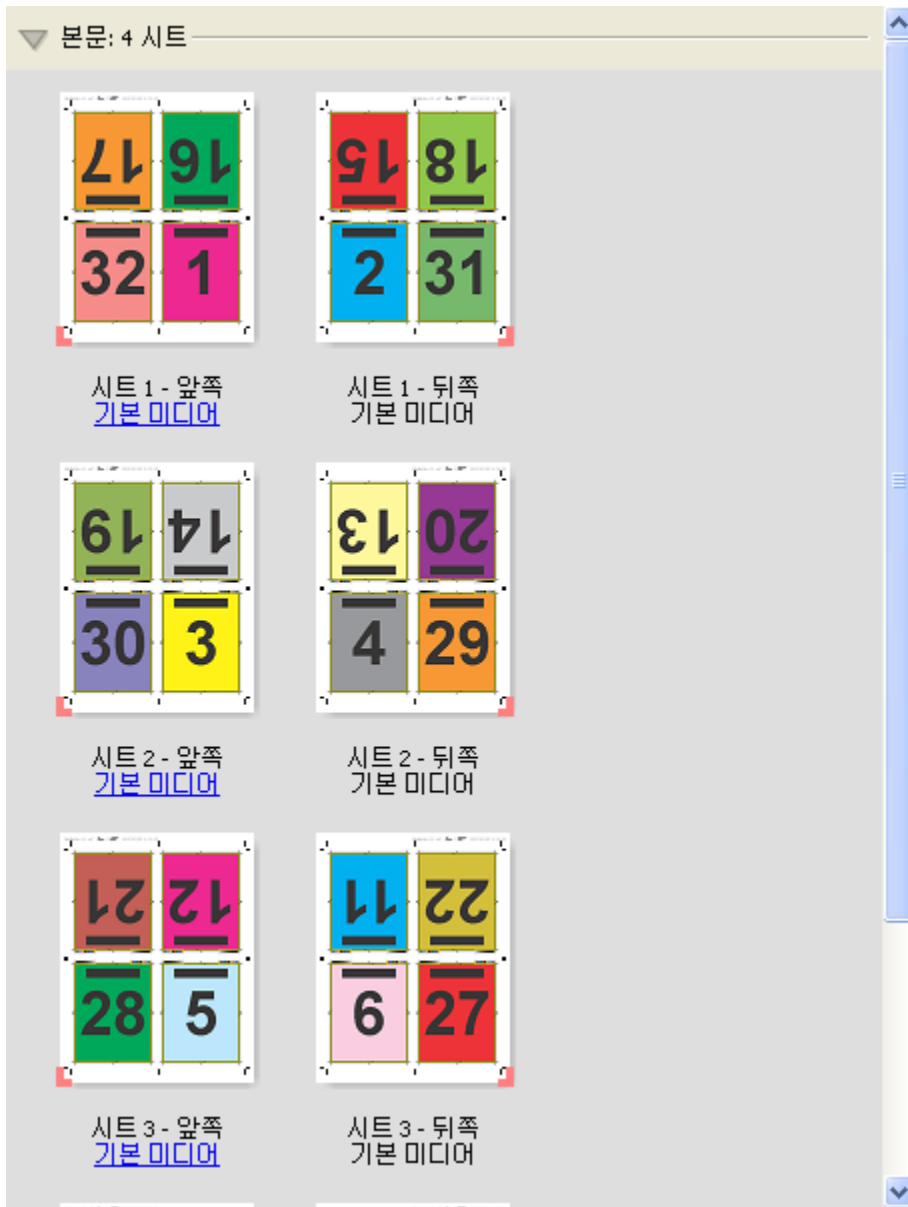 본문: 4 시트
17 16
32 1
15 18
2 31
시트 1 - 앞쪽
기본 미디어
시트 1 - 뒤쪽
기본 미디어
19 14
30 3
13 20
4 29
시트 2 - 앞쪽
기본 미디어
시트 2 - 뒤쪽
기본 미디어
21 12
28 5
11 22
6 27
시트 3 - 앞쪽
기본 미디어
시트 3 - 뒤쪽
기본 미디어